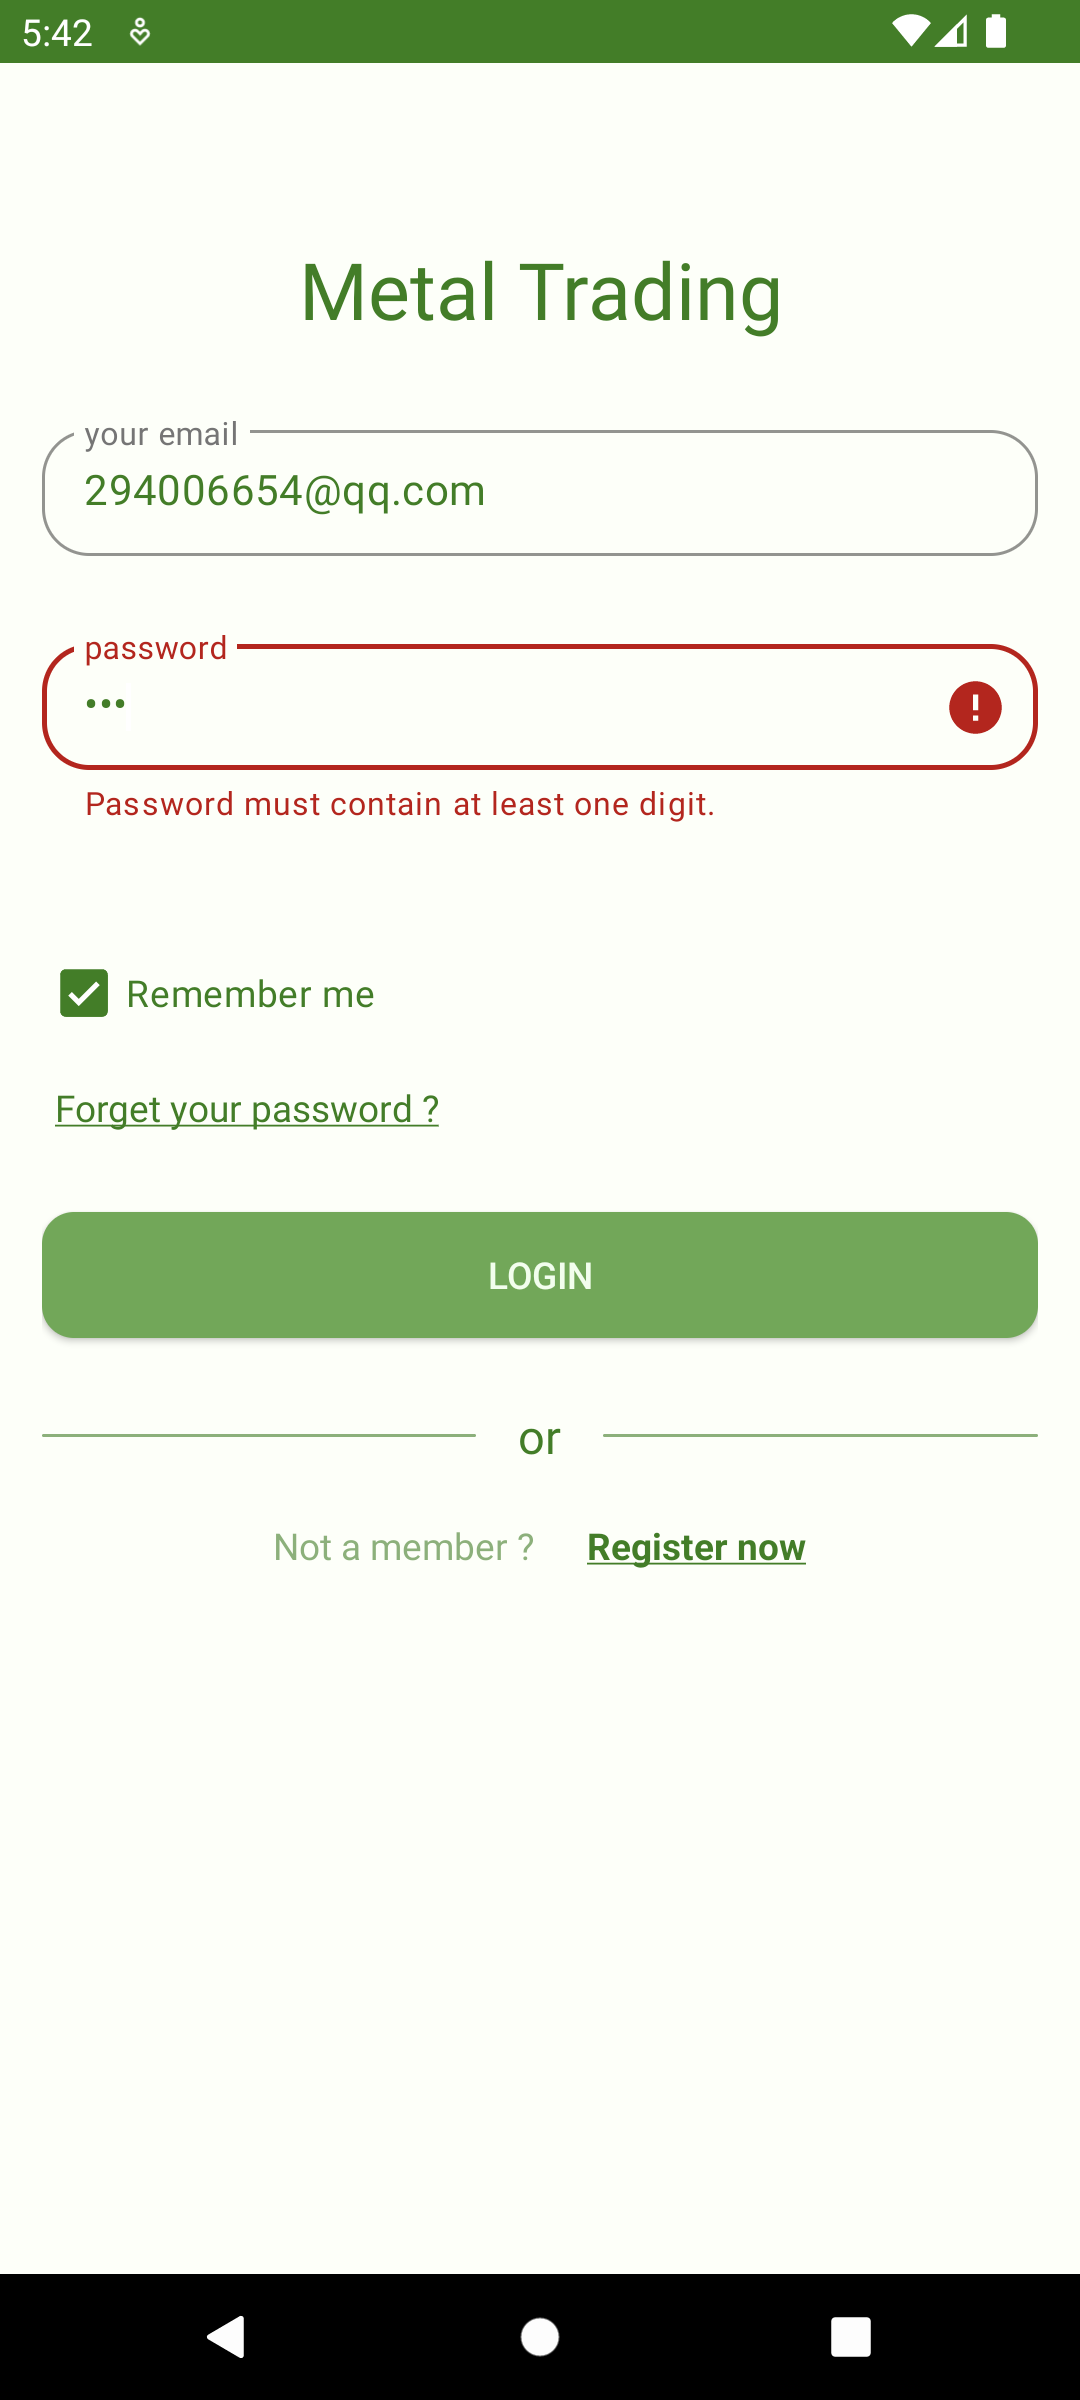 5:42
Metal Trading
your email
294006654@qq.com
password
•••
Password must contain at least one digit.
Remember me
Forget your password ?
LOGIN
or
Not a member ? Register now